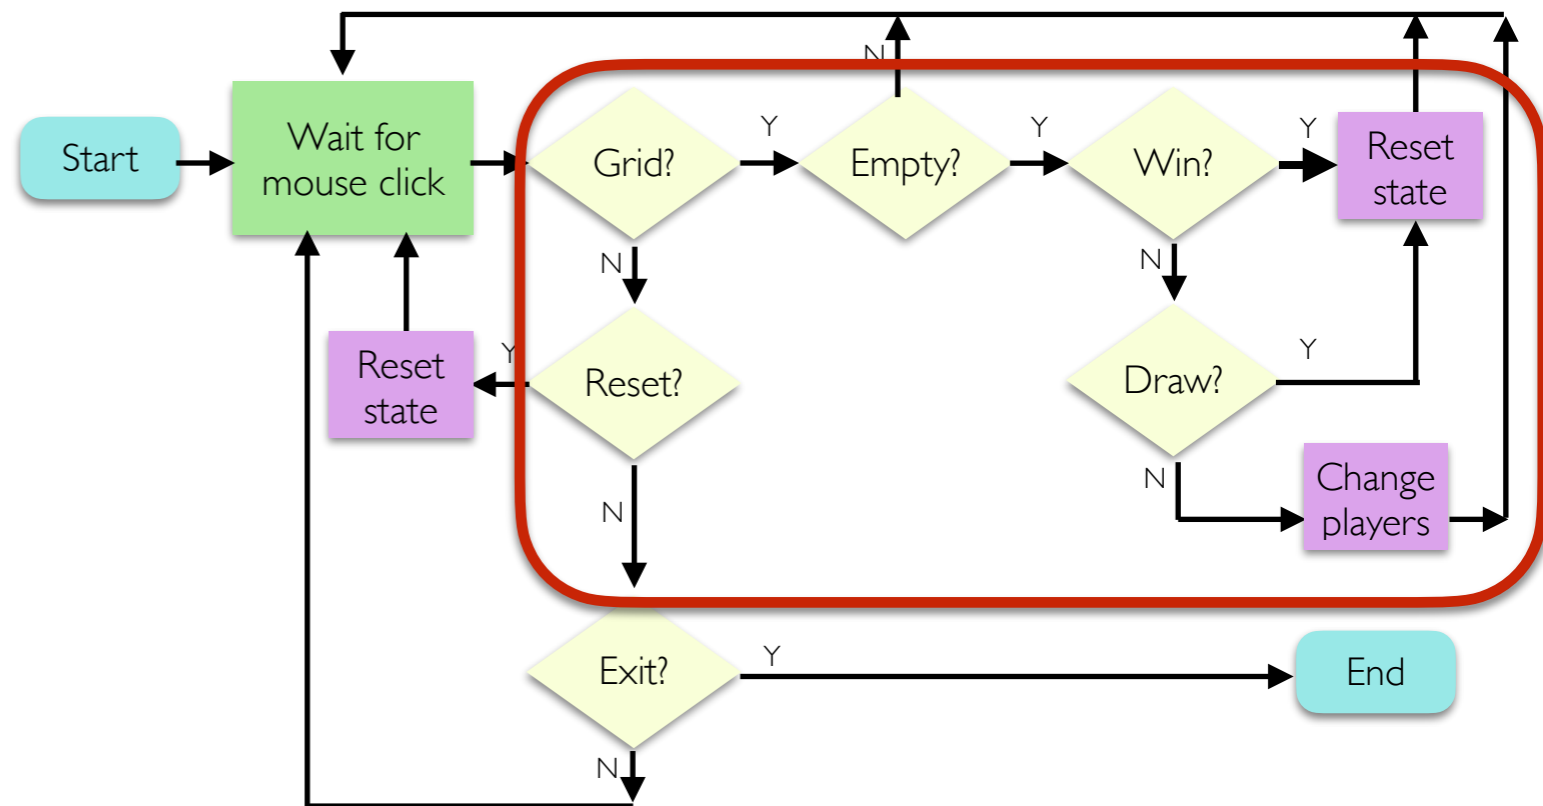 N
Start
Wait for
mouse click
Grid?
Y
Empty?
Y
Win?
Y
Reset
state
N
N
Reset
state
Y
Reset?
Draw?
Y
N
N
Change
players
Exit?
Y
End
N